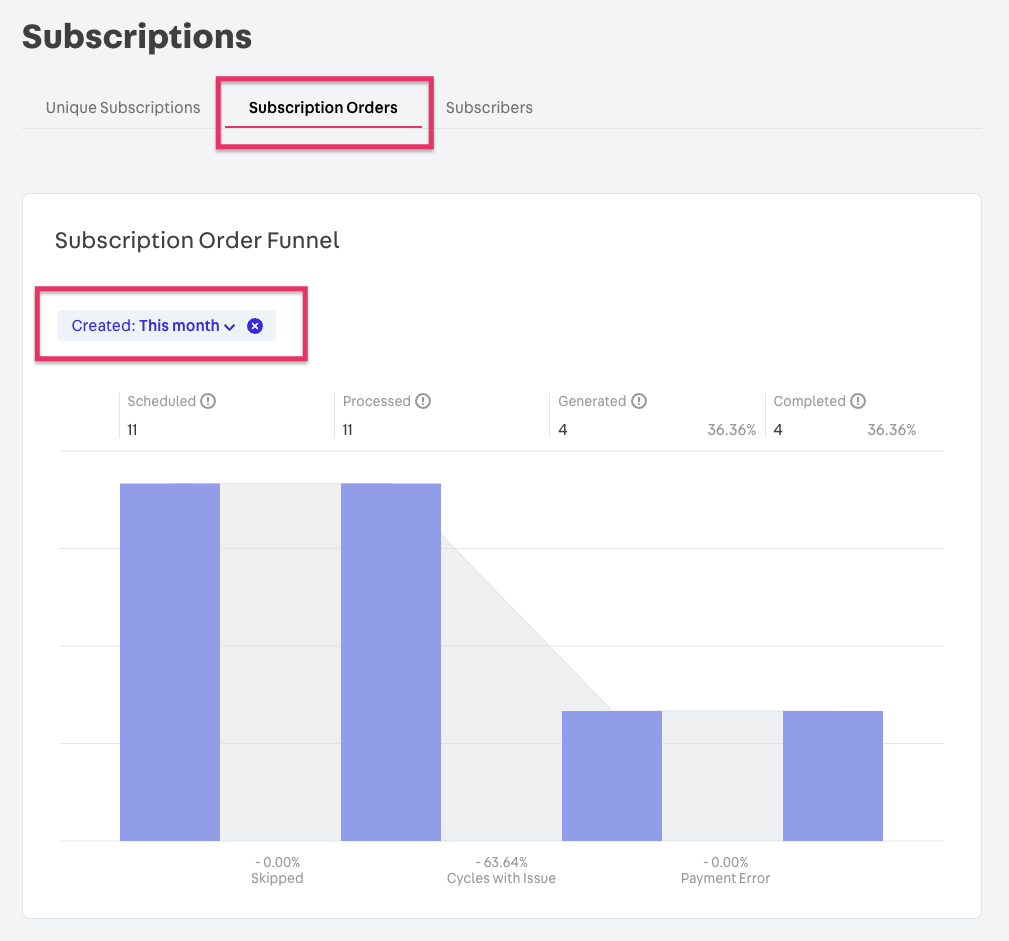 Subscriptions
Unique Subscriptions Subscription Orders Subscribers
Subscription Order Funnel
Created: This month
Scheduled Processed Generated Completed
11 11 4 36.36% 4 36.36%
- 0.00% - 63.64% - 0.00%
Skipped Cycles with Issue Payment Error